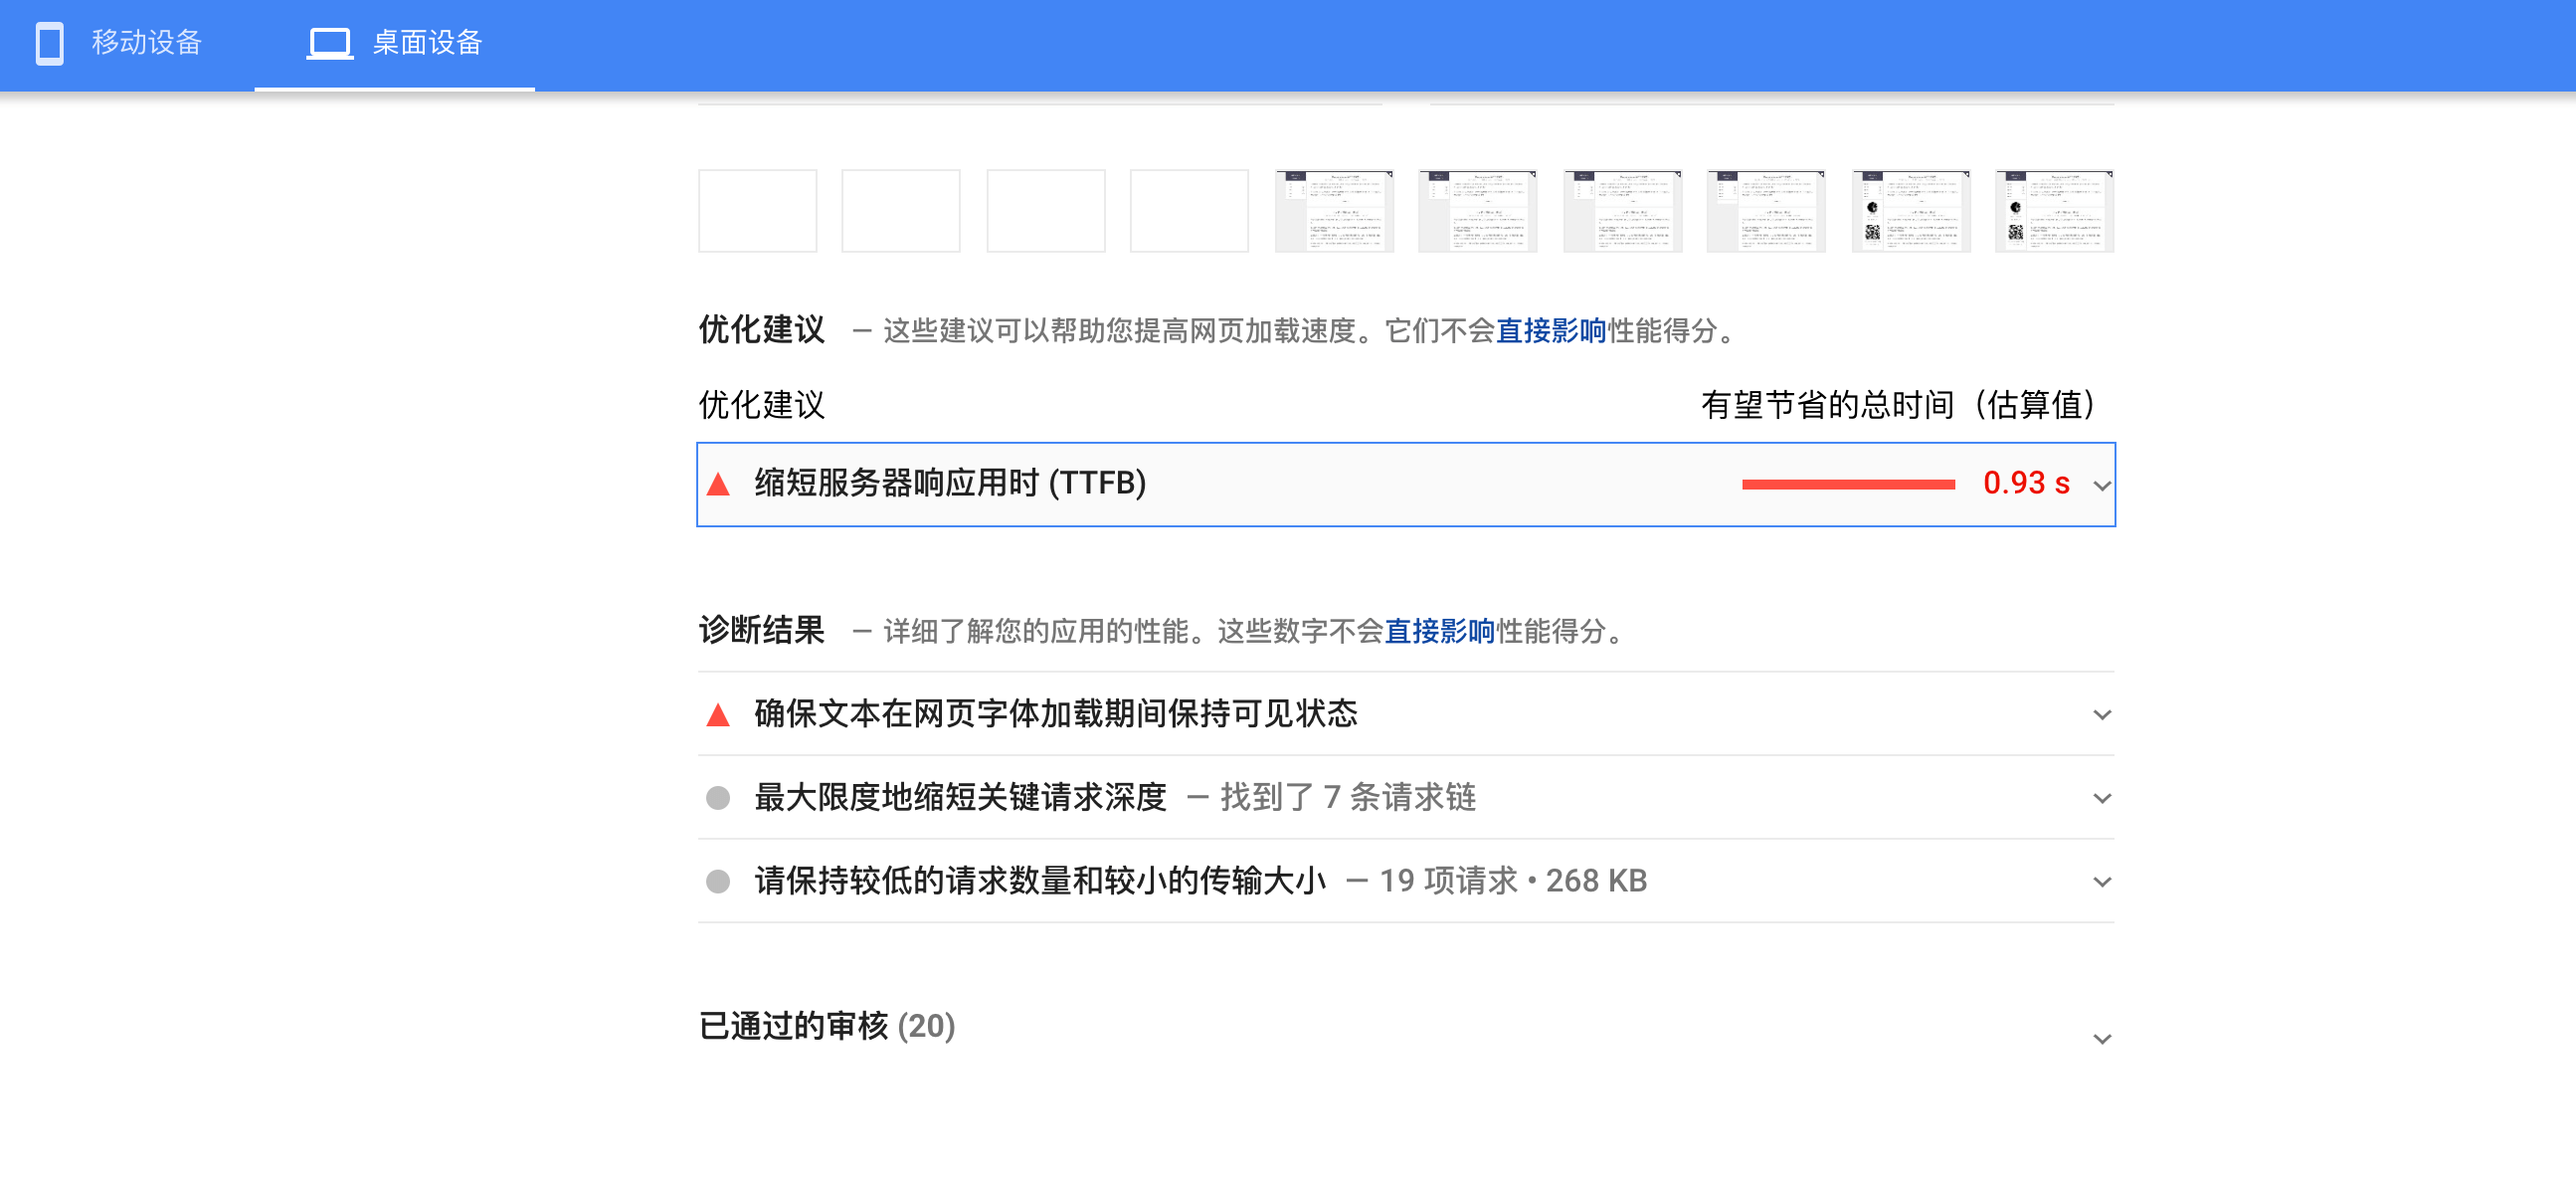 移动设备
桌面设备
优化建议 — 这些建议可以帮助您提高网页加载速度。它们不会直接影响性能得分。
优化建议 有望节省的总时间（估算值）
缩短服务器响应用时 (TTFB) 0.93 s
诊断结果 — 详细了解您的应用的性能。这些数字不会直接影响性能得分。
确保文本在网页字体加载期间保持可见状态
最大限度地缩短关键请求深度 — 找到了 7 条请求链
请保持较低的请求数量和较小的传输大小 — 19 项请求 • 268 KB
已通过的审核 (20)